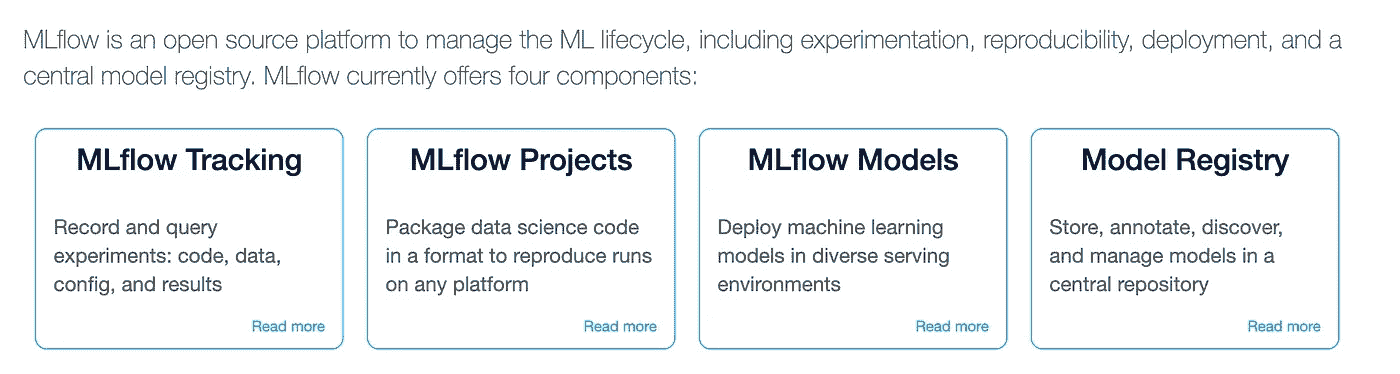 MLflow is an open source platform to manage the ML lifecycle, including experimentation, reproducibility, deployment, and a
central model registry. MLflow currently offers four components:
MLflow Tracking
Record and query
experiments: code, data,
config, and results
Read more
MLflow Projects
Package data science code
in a format to reproduce runs
on any platform
Read more
MLflow Models
Deploy machine learning
models in diverse serving
environments
Read more
Model Registry
Store, annotate, discover,
and manage models in a
central repository
Read more